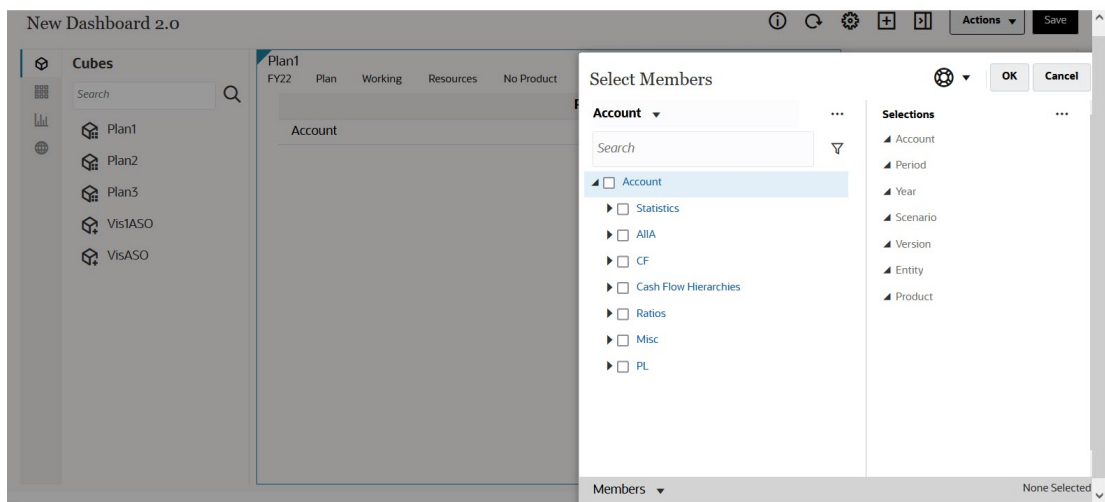 New Dashboard 2.0
Actions
Save
Cubes
Search
Plan1
Plan2
Plan3
Vis1ASO
VisASO
Plan1
FY22 Plan Working Resources No Product
Account
Select Members
OK
Cancel
Account
Search
Account
Statistics
AllA
CF
Cash Flow Hierarchies
Ratios
Misc
PL
Selections
Account
Period
Year
Scenario
Version
Entity
Product
Members
None Selected